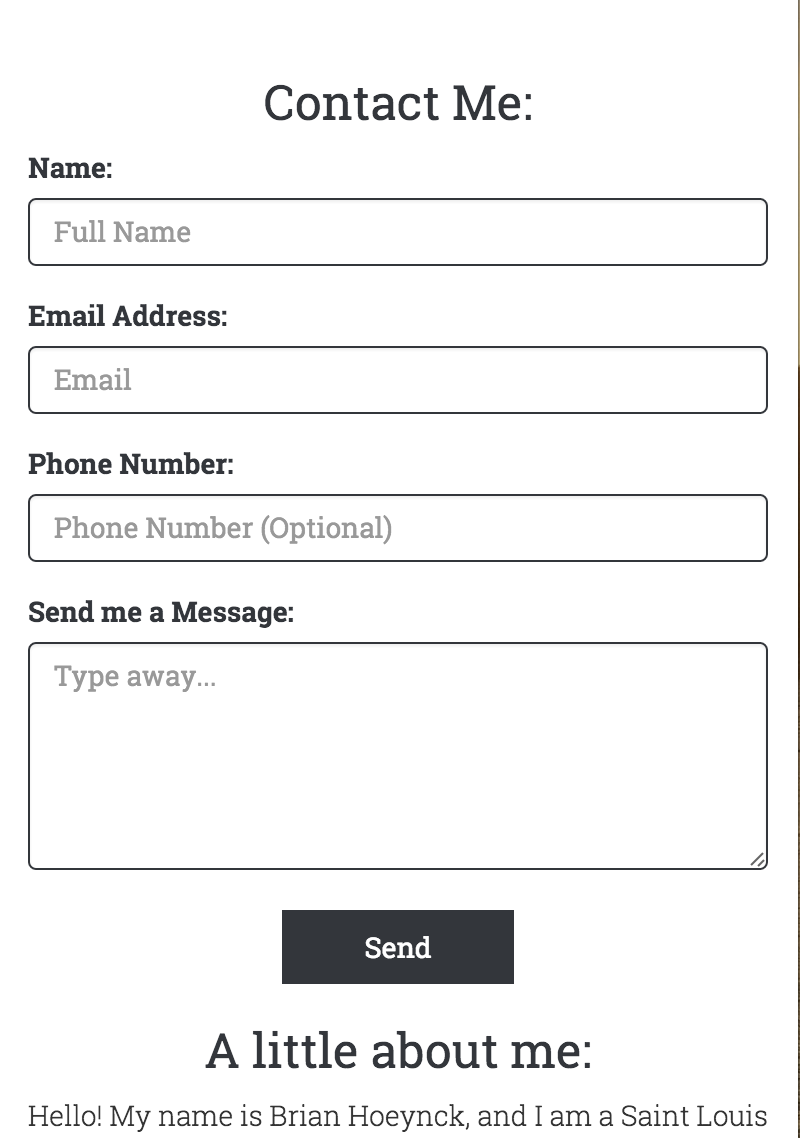 Contact Me:
Name:
Full Name
Email Address:
Email
Phone Number:
Phone Number (Optional)
Send me a Message:
Type away...
Send
A little about me:
Hello! My name is Brian Hoeynck, and I am a Saint Louis